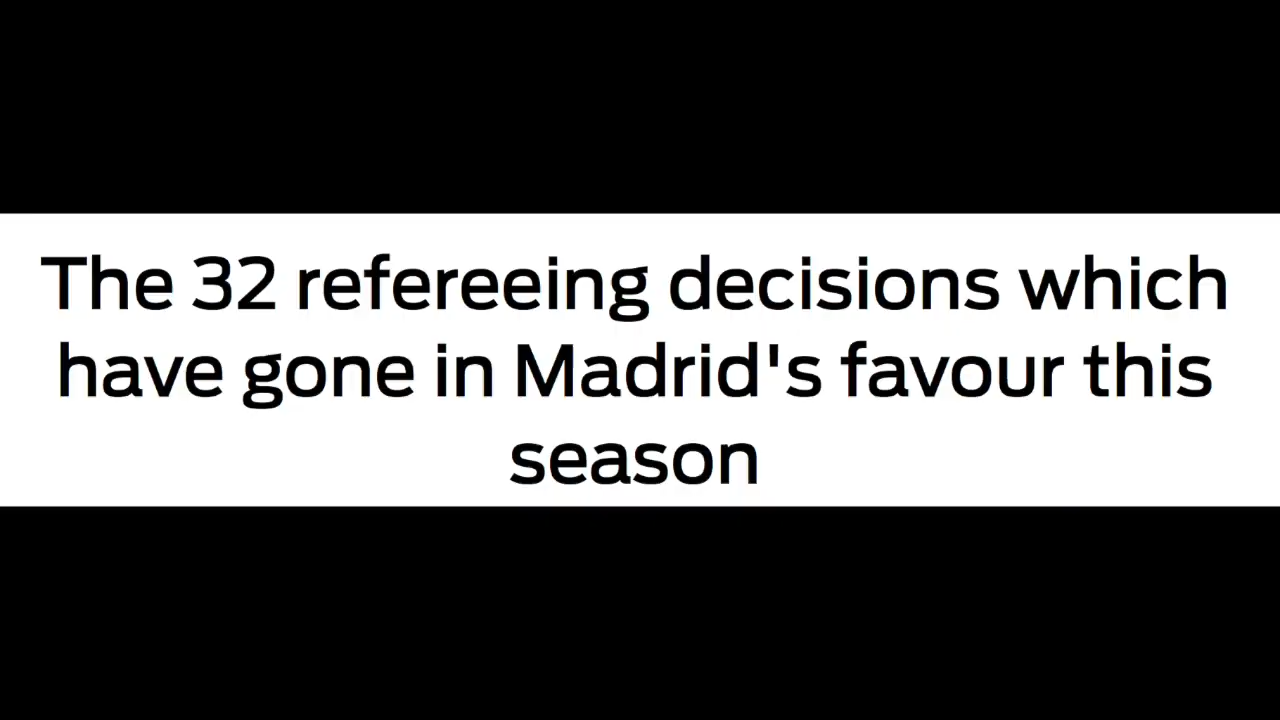 The 32 refereeing decisions which
have gone in Madrid's favour this
season